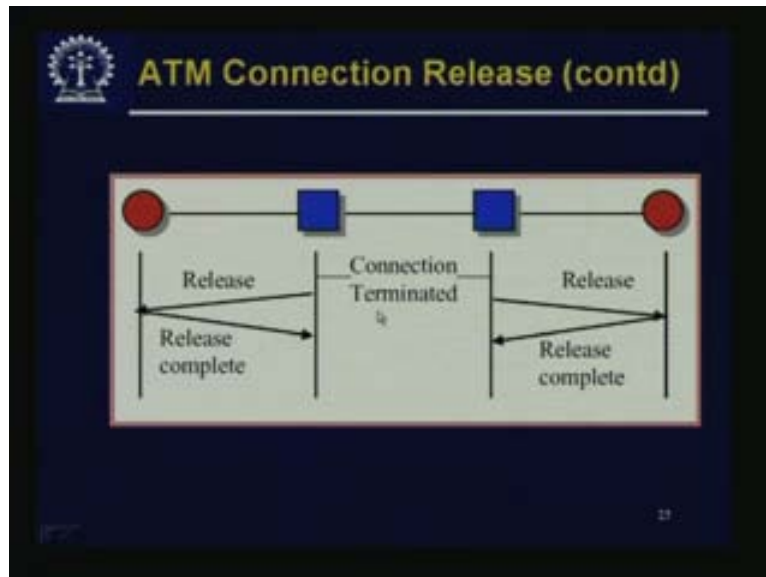 ATM Connection Release (contd)
Connection
Terminated
Release
Release
complete
Release
Release
complete